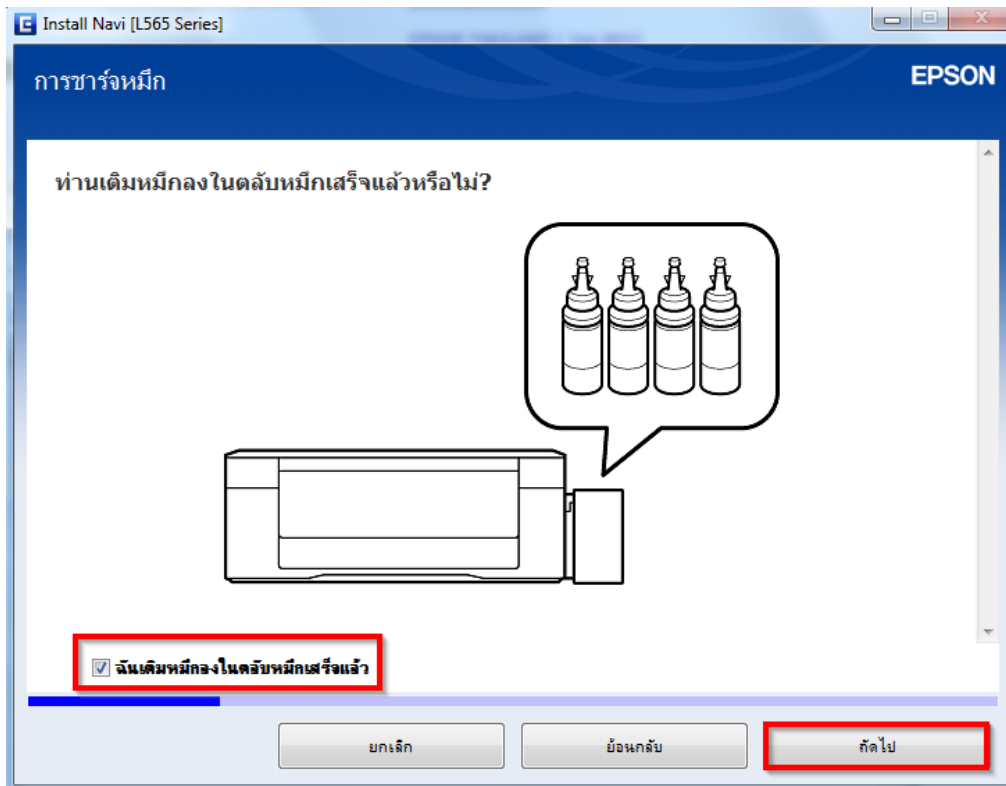 Install Navi [L565 Series]
การชาร์จหมึก
EPSON
ท่านเติมหมึกลงในตลับหมึกเสร็จแล้วหรือไม่?
ฉันเติมหมึกลงในตลับหมึกเสร็จแล้ว
ยกเลิก
ย้อนกลับ
ถัดไป